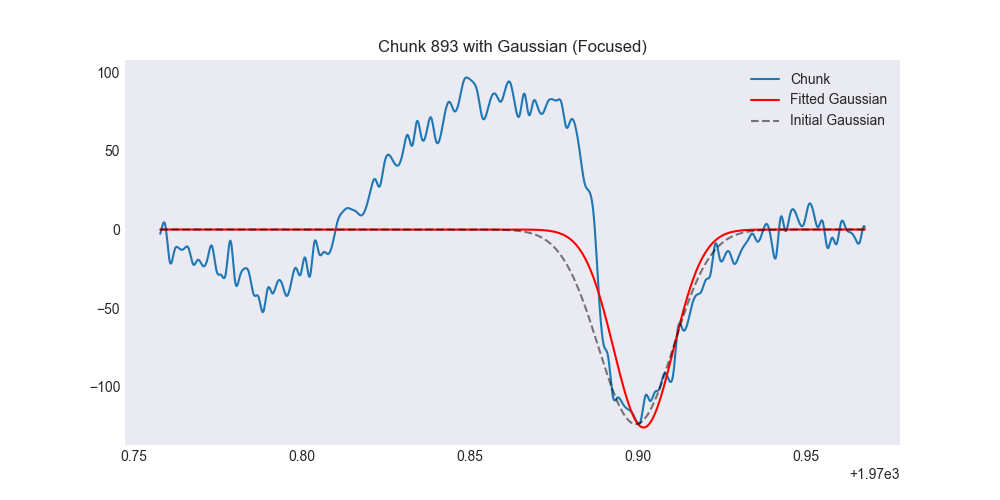 Chunk 893 with Gaussian (Focused)
100
50
0
−50
−100
Chunk
Fitted Gaussian
Initial Gaussian
0.75 0.80 0.85 0.90 0.95
+1.97e3